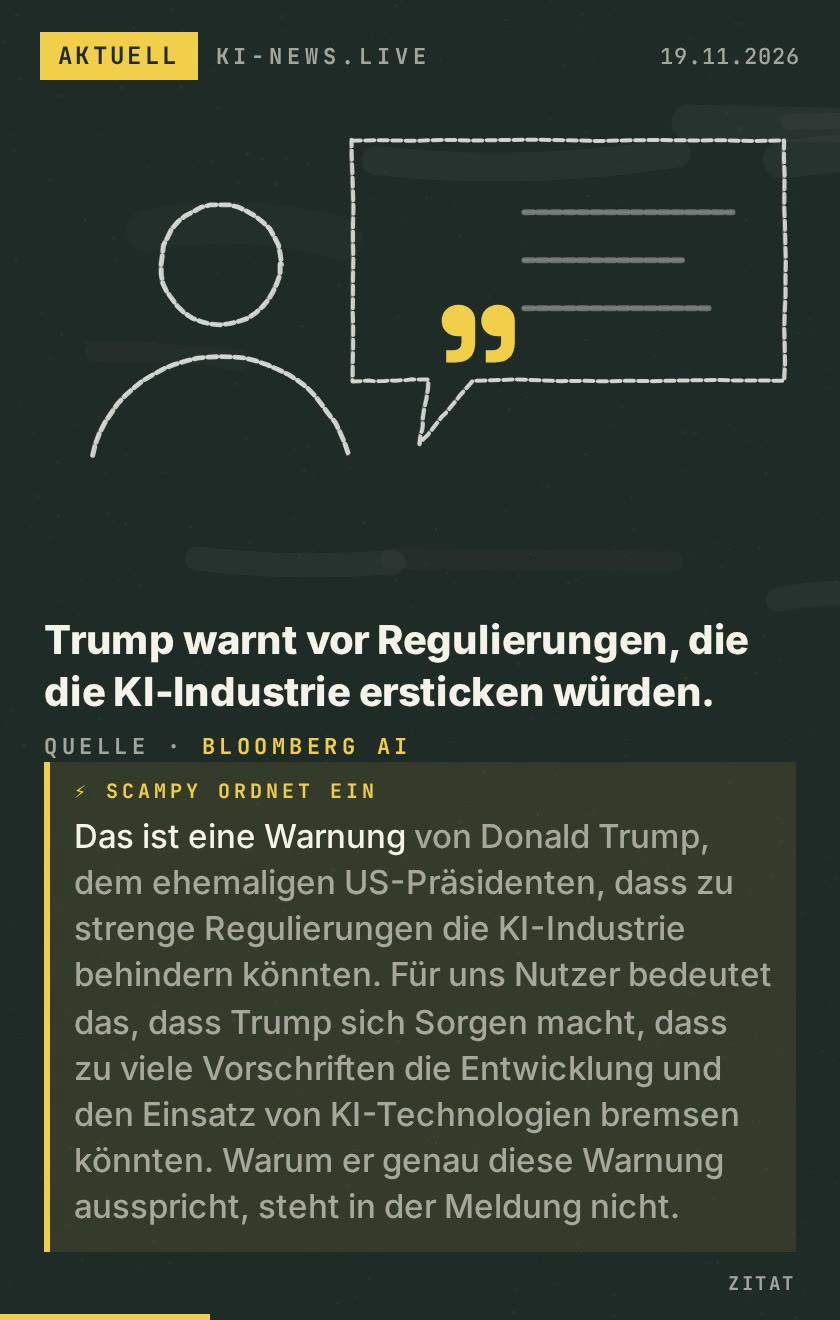 AKTUELL KI-NEWS.LIVE 19.11.2026
”
Trump warnt vor Regulierungen, die
die KI-Industrie ersticken würden.
QUELLE · BLOOMBERG AI
⚡ SCAMPY ORDNET EIN
Das ist eine Warnung von Donald Trump,
dem ehemaligen US-Präsidenten, dass zu
strenge Regulierungen die KI-Industrie
behindern könnten. Für uns Nutzer bedeutet
das, dass Trump sich Sorgen macht, dass
zu viele Vorschriften die Entwicklung und
den Einsatz von KI-Technologien bremsen
könnten. Warum er genau diese Warnung
ausspricht, steht in der Meldung nicht.
ZITAT